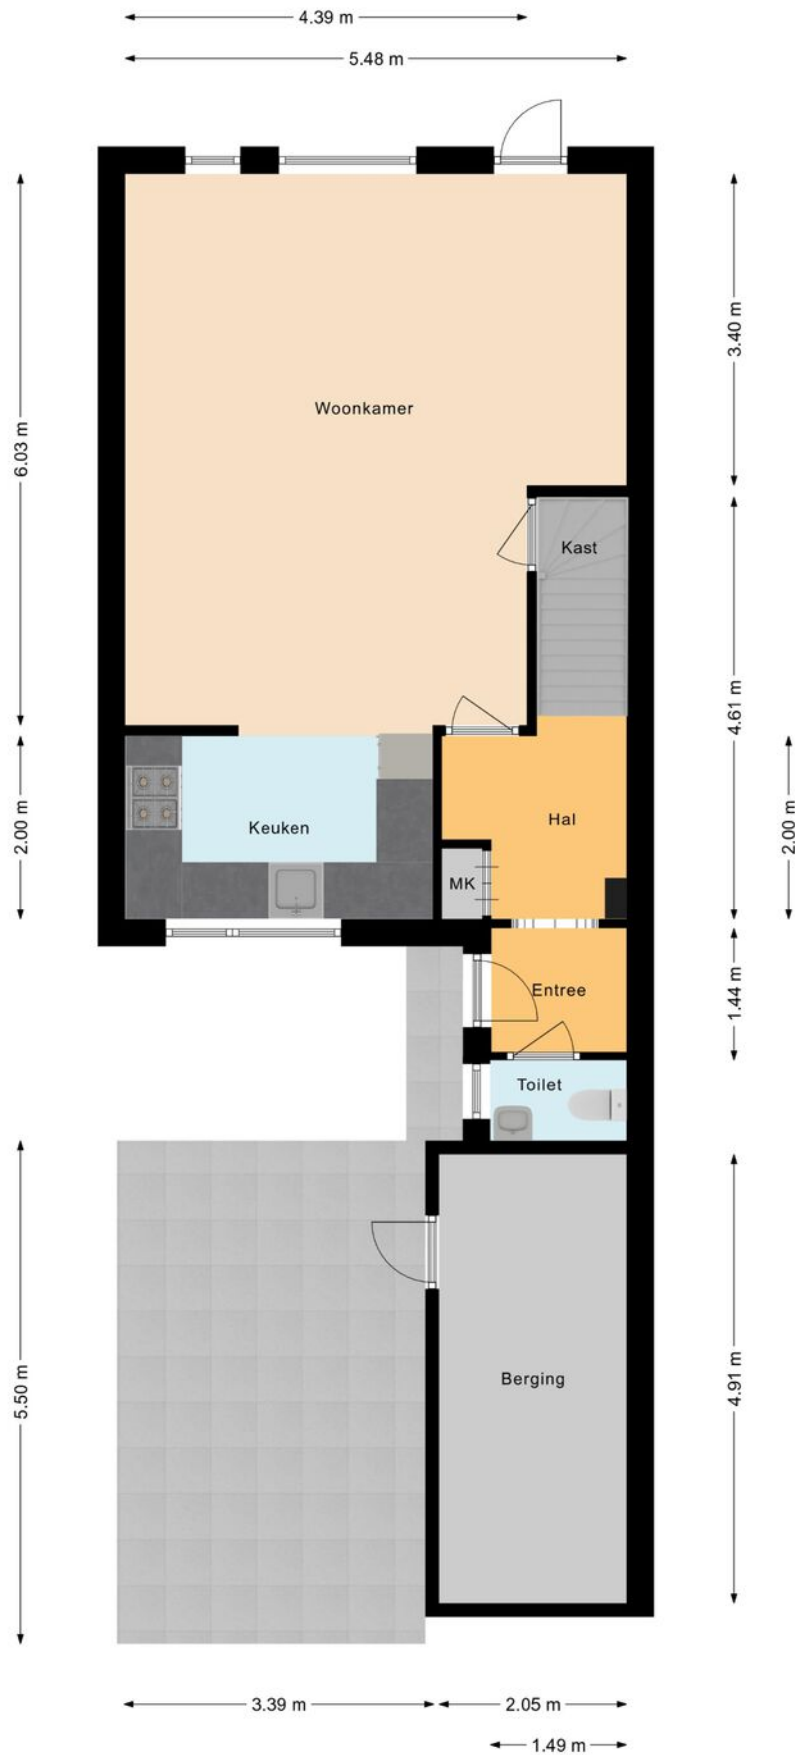 4.39 m
5.48 m
6.03 m
3.40 m
Woonkamer
Kast
4.61 m
2.00 m
2.00 m
Keuken
Hal
MK
Entree
1.44 m
Toilet
5.50 m
4.91 m
Berging
3.39 m
2.05 m
1.49 m